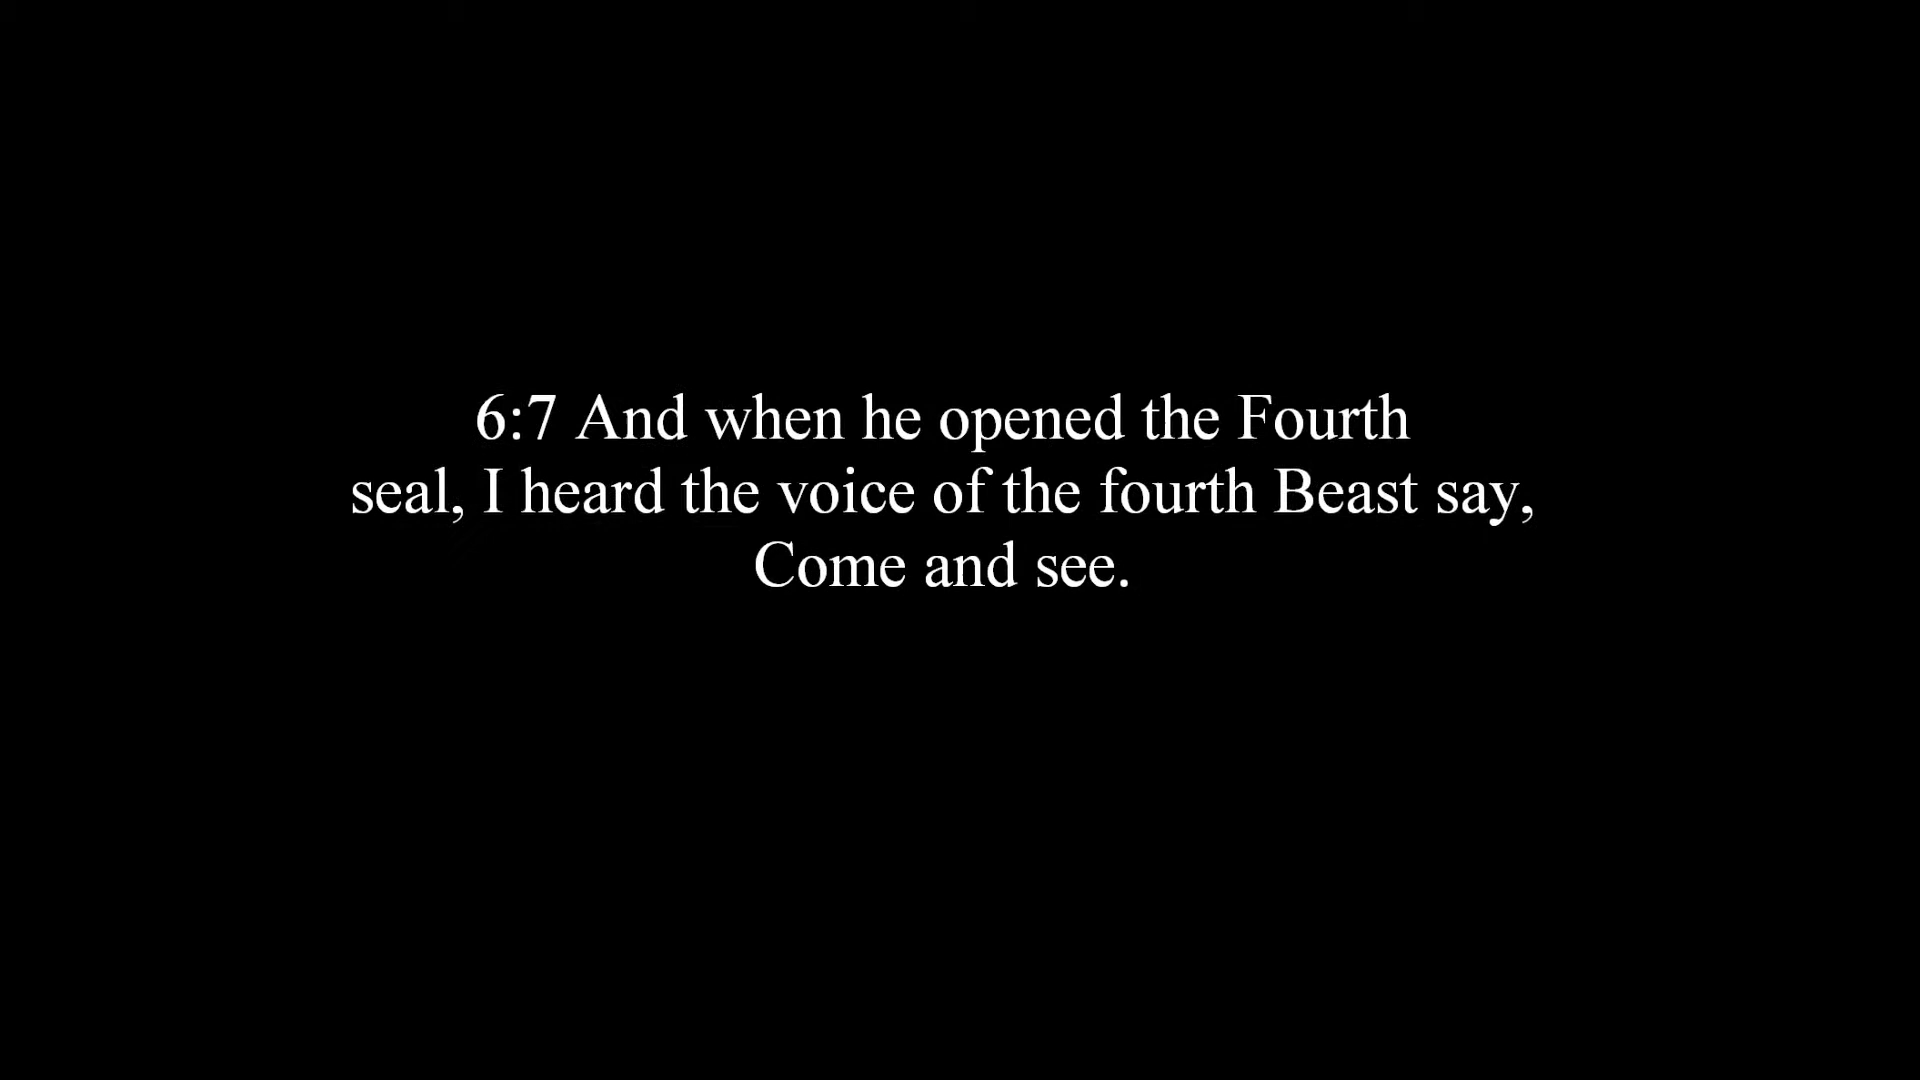 6:7 And when he opened the Fourth
seal, I heard the voice of the fourth Beast say,
Come and see.